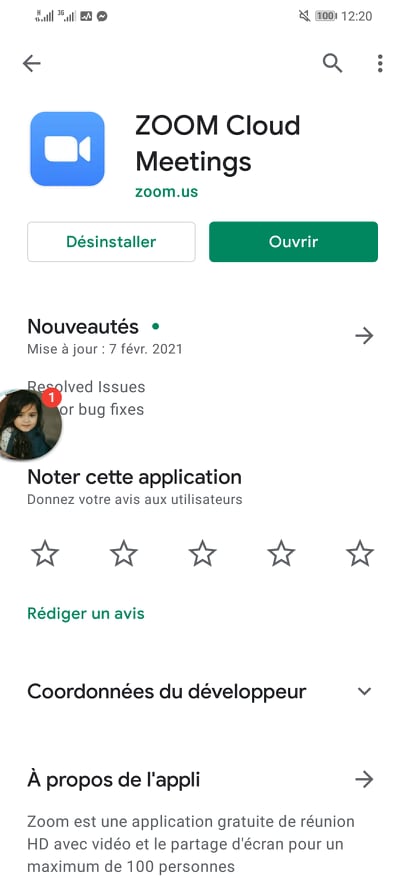 H 3G 100 12:20
ZOOM Cloud
Meetings
zoom.us
Désinstaller Ouvrir
Nouveautés
Mise à jour : 7 févr. 2021
Resolved Issues
1
or bug fixes
Noter cette application
Donnez votre avis aux utilisateurs
Rédiger un avis
Coordonnées du développeur
À propos de l'appli
Zoom est une application gratuite de réunion
HD avec vidéo et le partage d'écran pour un
maximum de 100 personnes